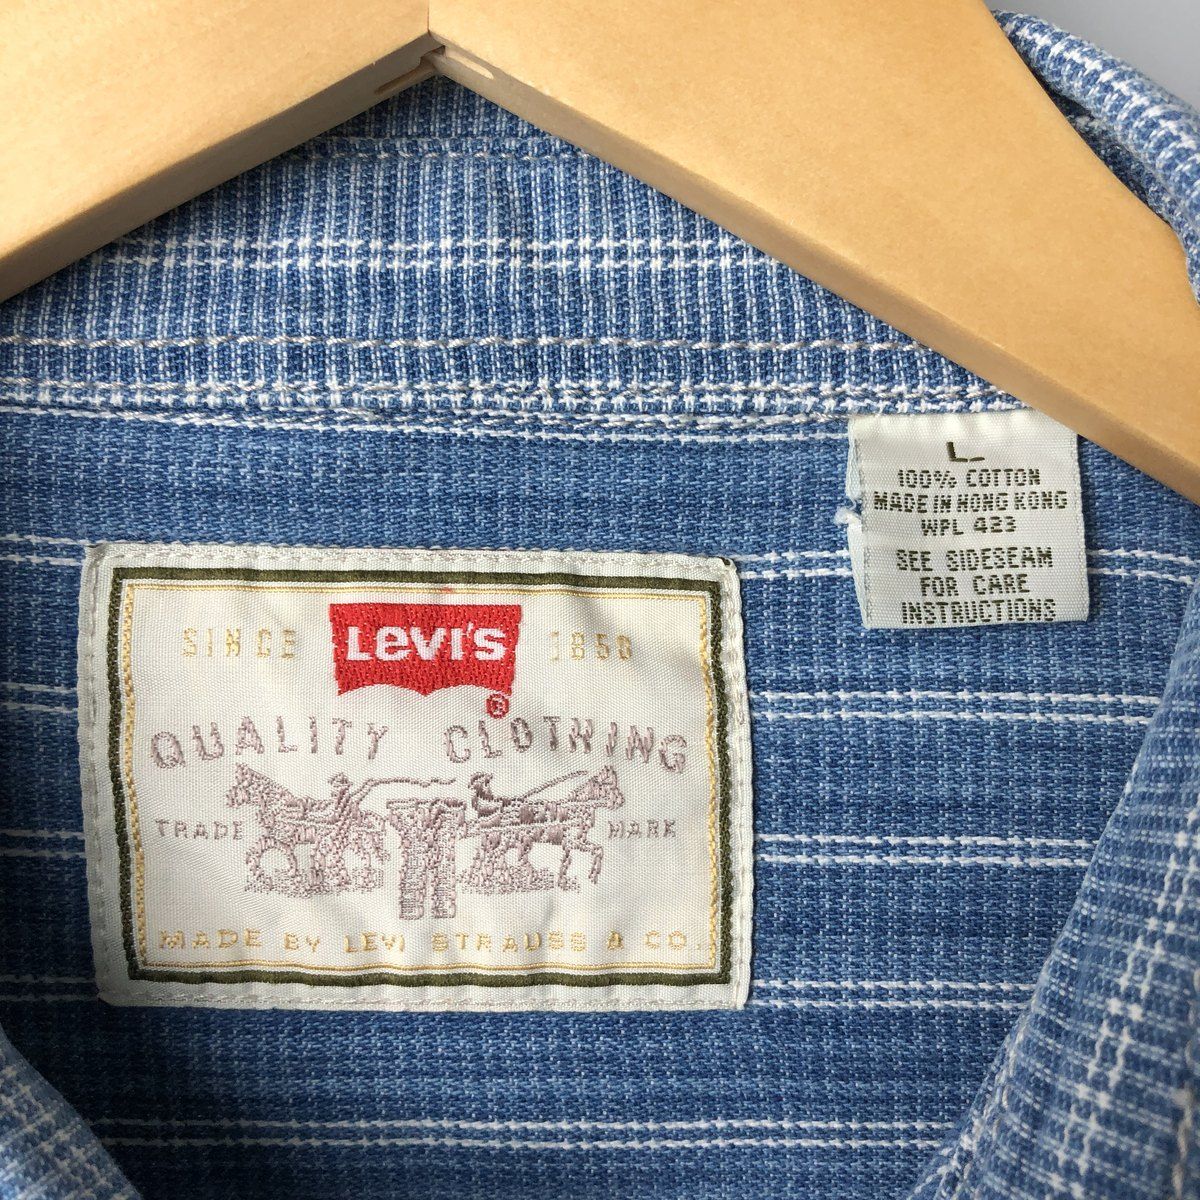 L
100% COTTON
MADE IN HONG KONG
WPL 423
SEE SIDESEAM
FOR CARE
INSTRUCTIONS
SINCE LEVI'S ® 1850
QUALITY CLOTHING
TRADE MARK
MADE BY LEVI STRAUSS & CO.